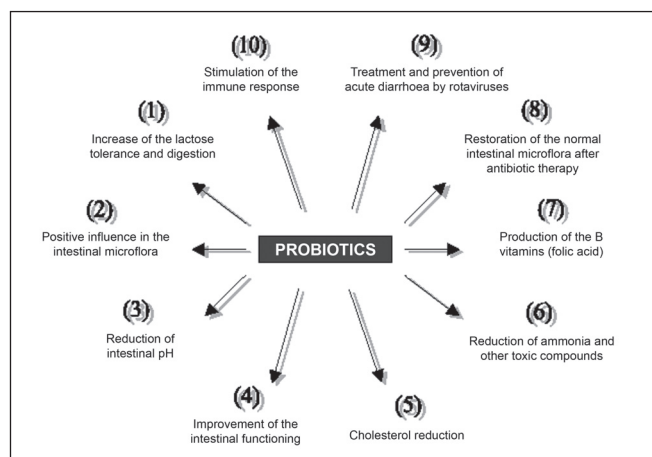 (10)
Stimulation of the
immune response
(9)
Treatment and prevention of
acute diarrhoea by rotaviruses
(1)
Increase of the lactose
tolerance and digestion
(8)
Restoration of the normal
intestinal microflora after
antibiotic therapy
(2)
Positive influence in the
intestinal microflora
PROBIOTICS
(7)
Production of the B
vitamins (folic acid)
(3)
Reduction of
intestinal pH
(6)
Reduction of ammonia and
other toxic compounds
(4)
Improvement of the
intestinal functioning
(5)
Cholesterol reduction